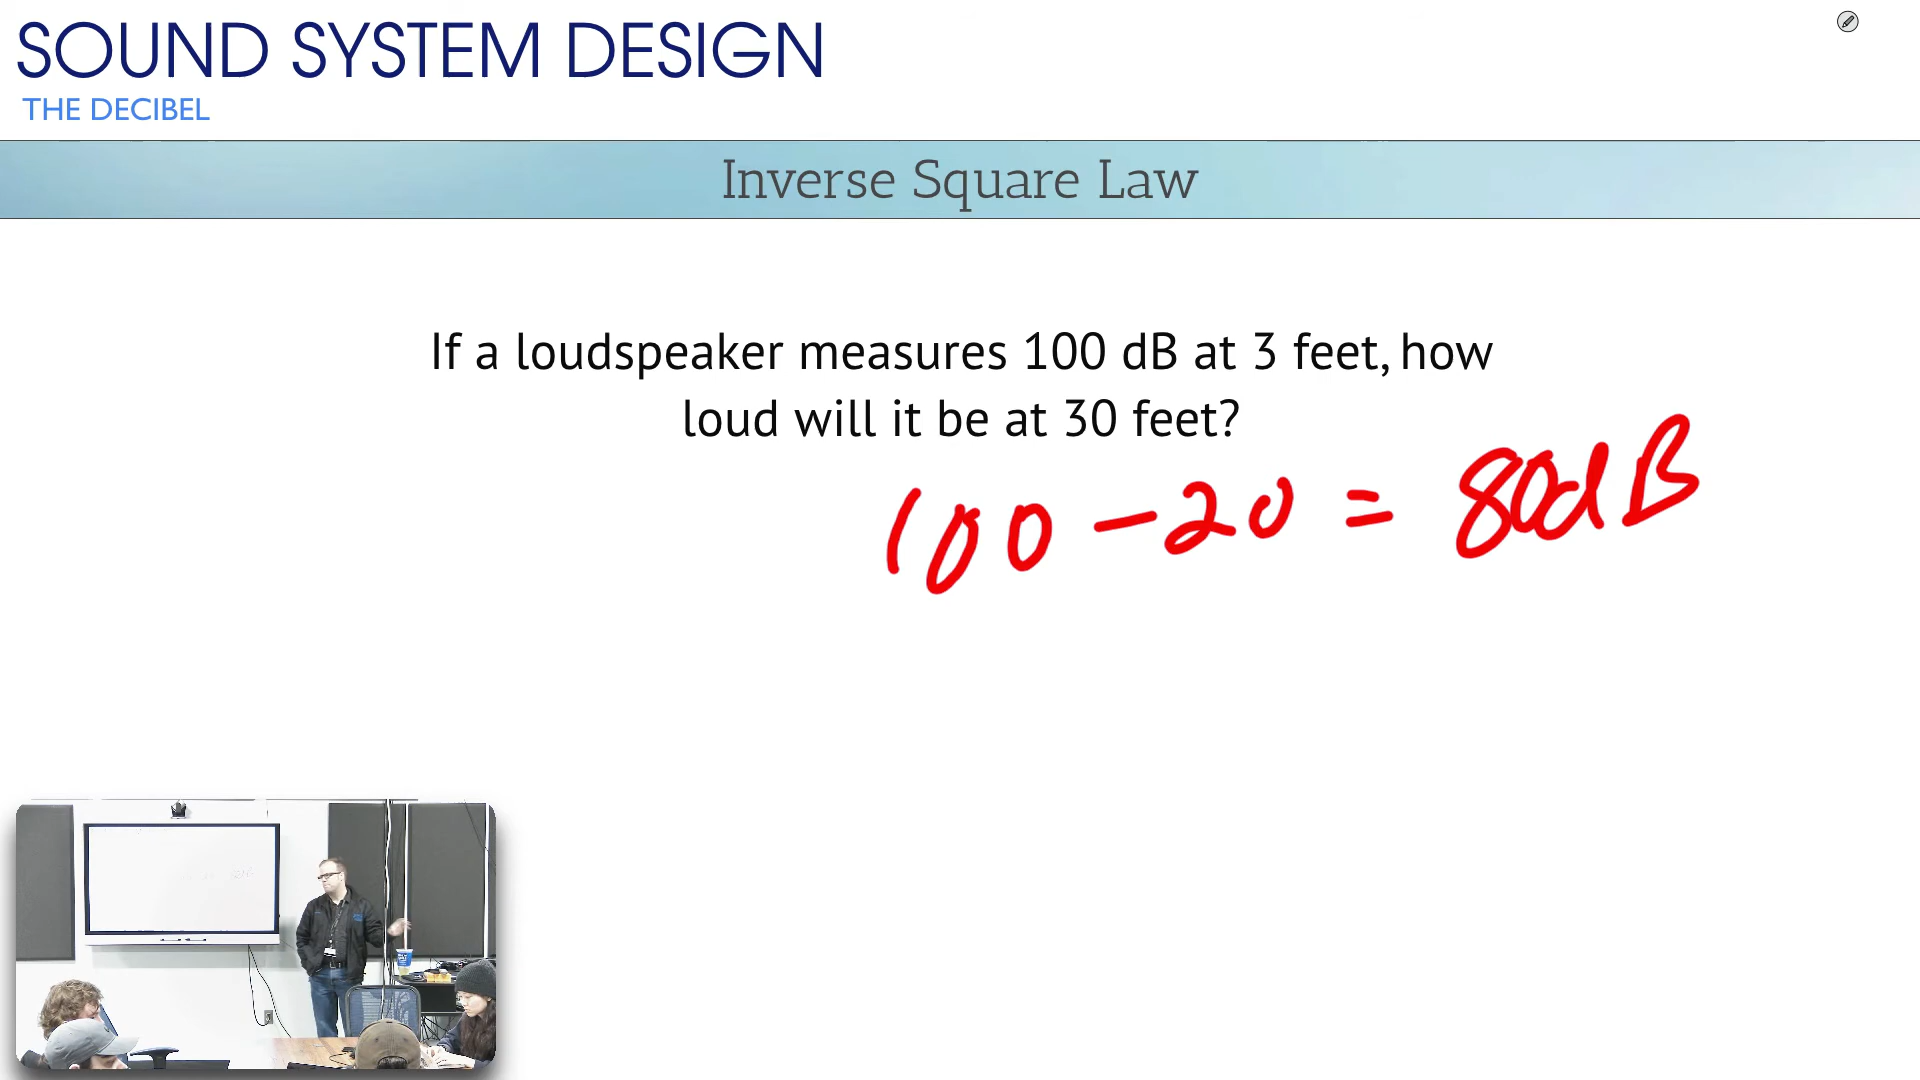 SOUND SYSTEM DESIGN
THE DECIBEL
Inverse Square Law
If a loudspeaker measures 100 dB at 3 feet, how
loud will it be at 30 feet?
100 - 20 = 80dB